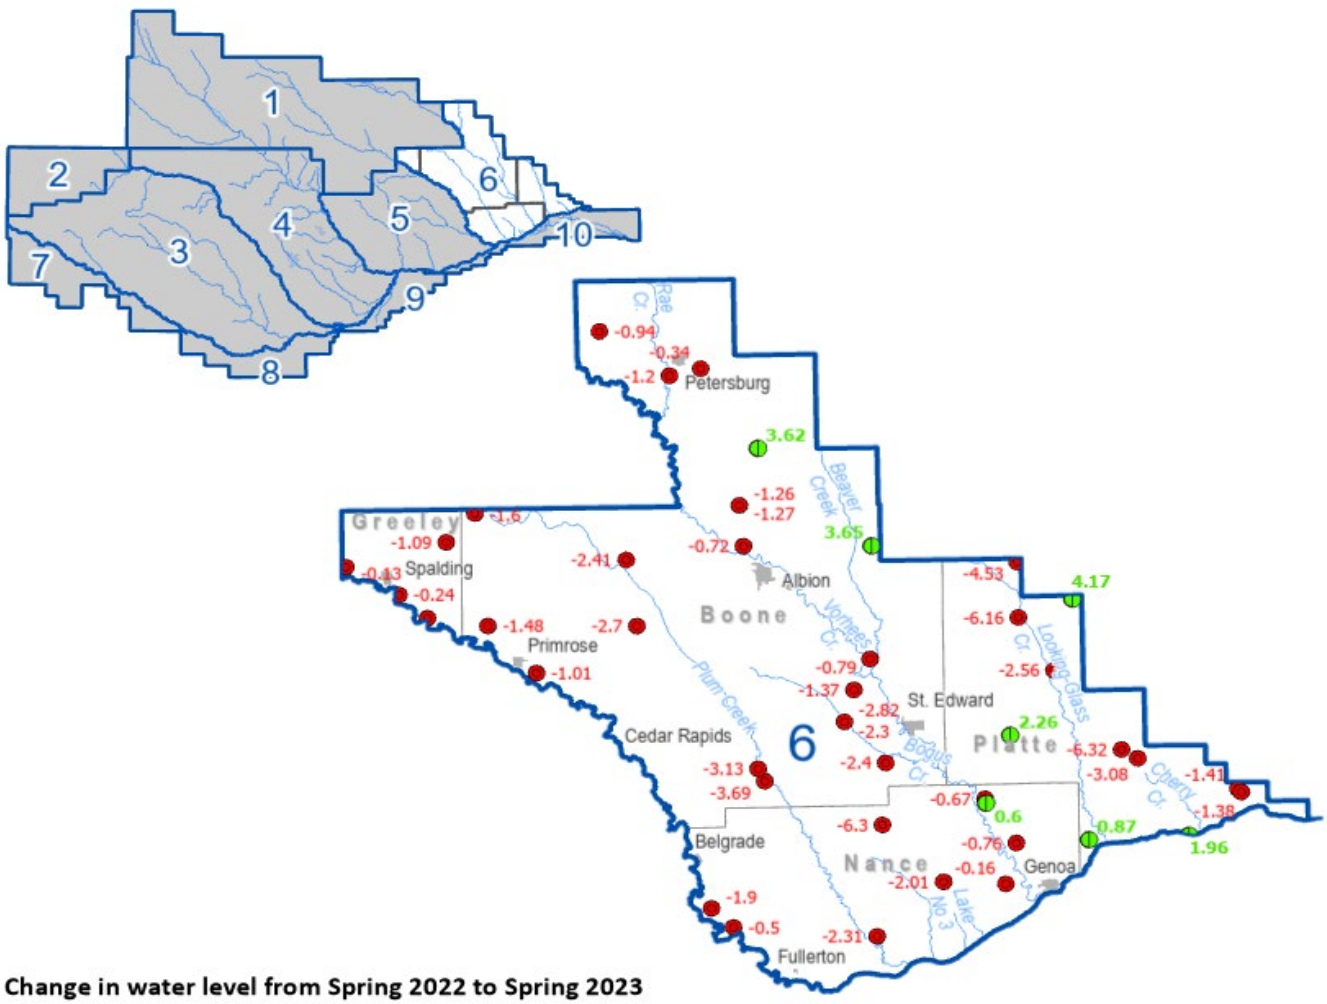 1
2
6
4
5
3
10
7
9
8
Rae
Cr.
-0.94
-0.34
-1.2
Petersburg
3.62
Beaver
Creek
-1.26
-1.27
Greeley
-1.6
3.65
-1.09
-0.72
-2.41
-0.13
Spalding
Albion
-4.53
4.17
-0.24
Boone
Vorhees
Cr.
-6.16
-1.48
-2.7
Looking Glass
Cr.
Primrose
-0.79
-2.56
-1.01
Plum Creek
-1.37
St. Edward
-2.82
-2.3
2.26
Cedar Rapids
6
Platte
-6.32
Bogus
Cr.
-3.13
-2.4
-3.08
Cherry
Cr.
-1.41
-3.69
-0.67
-1.38
0.6
-6.3
0.87
Belgrade
-0.76
1.96
Nance
-0.16
Genoa
-2.01
-1.9
Lake
No 3
-0.5
-2.31
Fullerton
Change in water level from Spring 2022 to Spring 2023